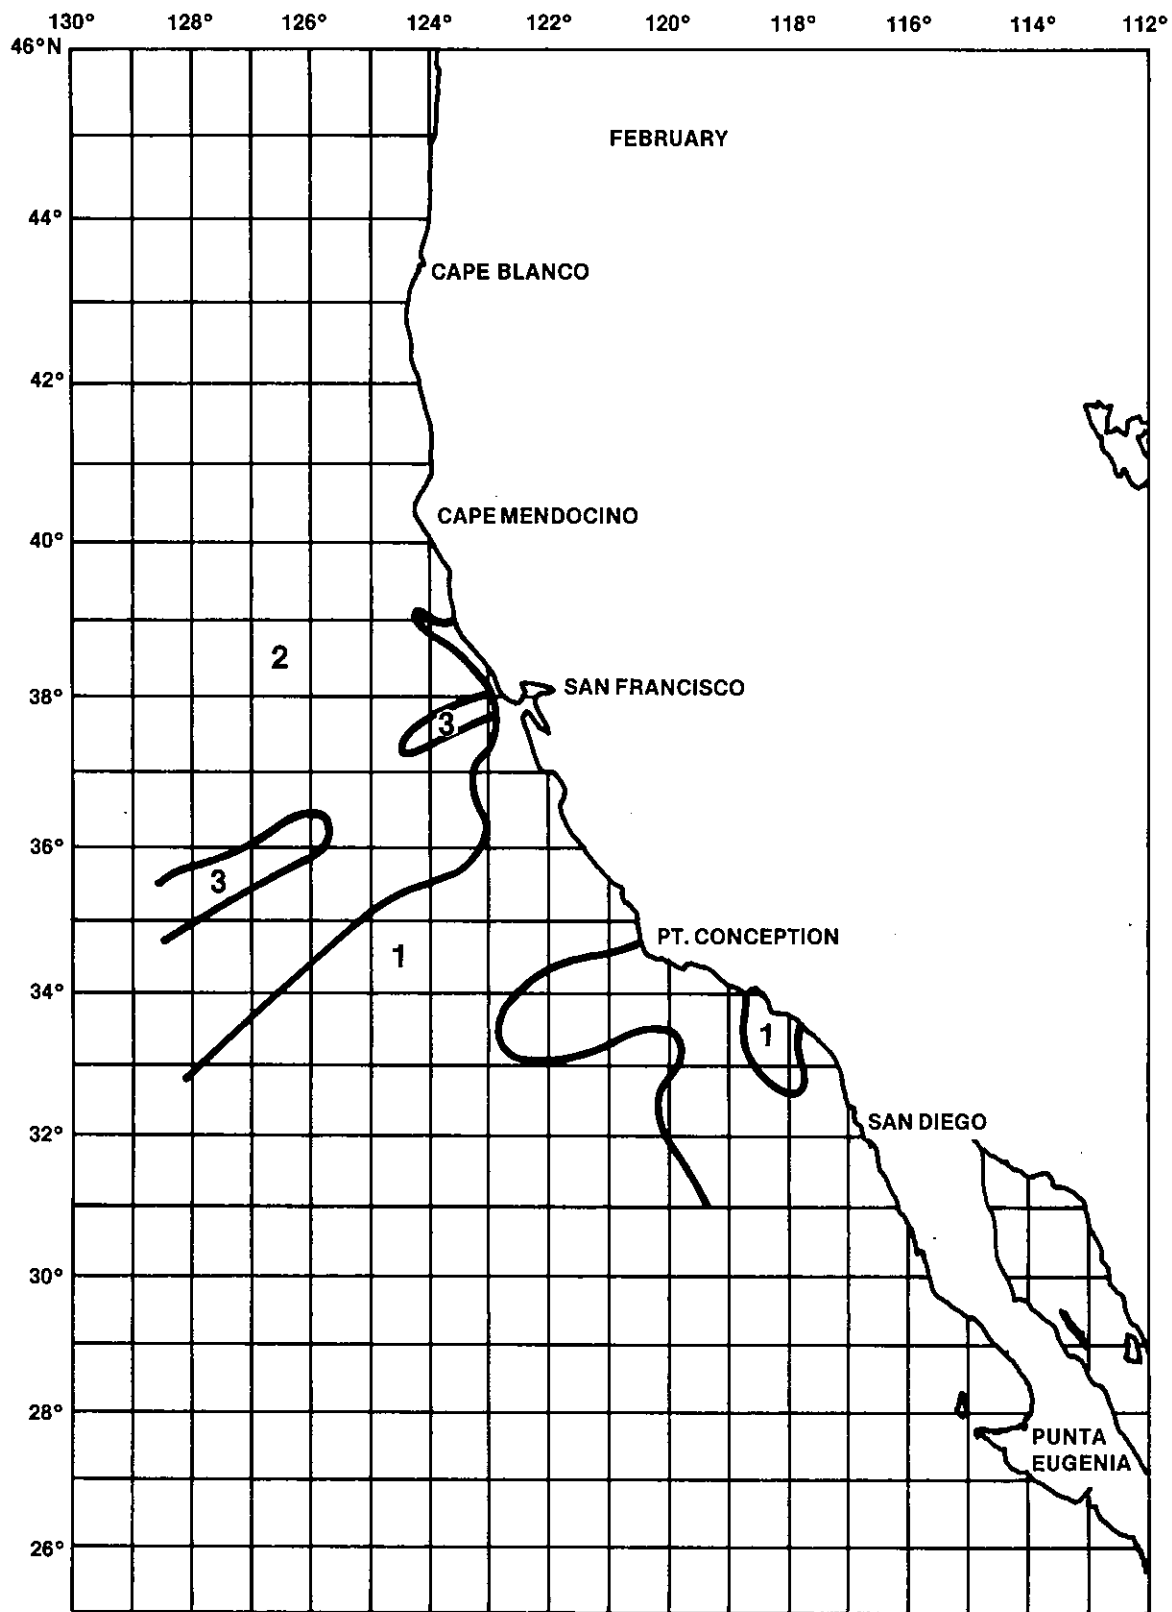 130° 128° 126° 124° 122° 120° 118° 116° 114° 112°
46°N
FEBRUARY
44°
CAPE BLANCO
42°
CAPE MENDOCINO
40°
2
38°
SAN FRANCISCO
3
36°
3
PT. CONCEPTION
1
34°
1
32°
SAN DIEGO
30°
28°
PUNTA
EUGENIA
26°